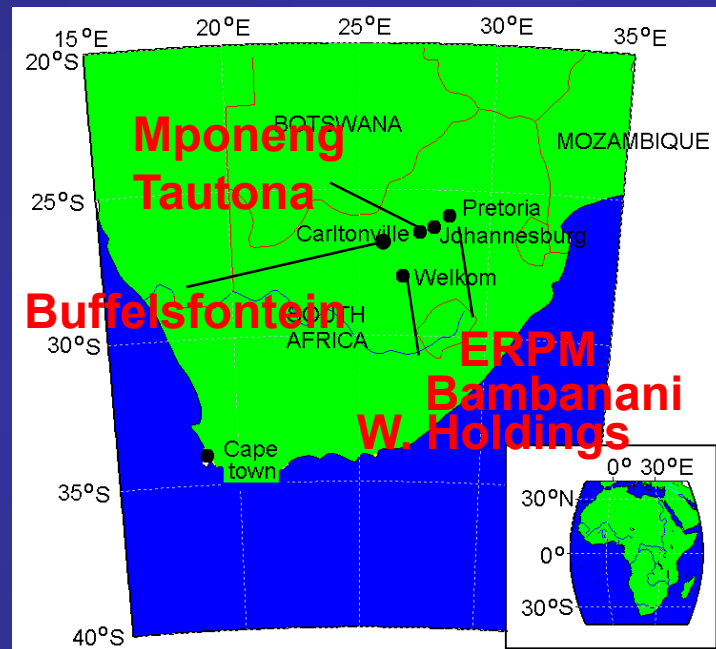 15°E
20°E
25°E
30°E
35°E
20°S
BOTSWANA
Mponeng
MOZAMBIQUE
Tautona
25°S
Pretoria
Carltonville
Johannesburg
Welkom
Buffelsfontein
SOUTH
AFRICA
30°S
ERPM
Bambanani
W. Holdings
Cape
town
35°S
40°S
0° 30°E
30°N
0°
30°S